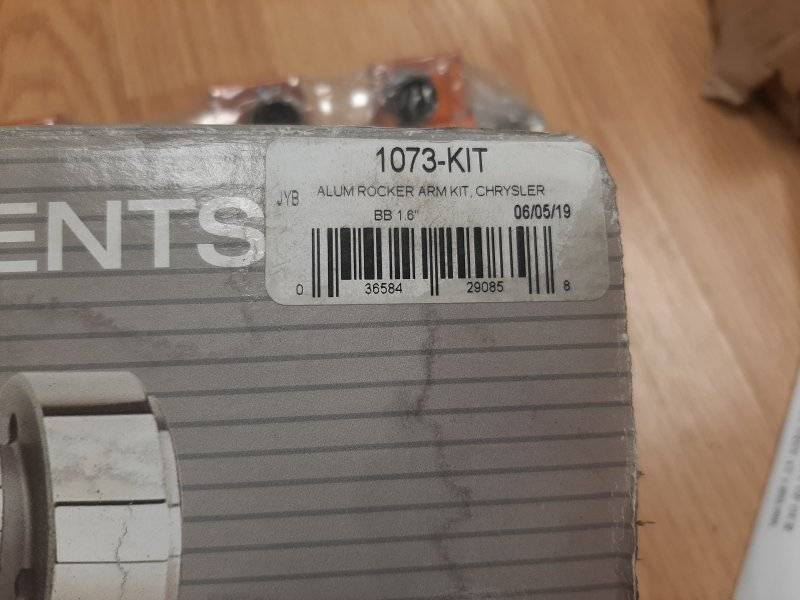 1073-KIT
JYB
ALUM ROCKER ARM KIT, CHRYSLER
BB 1.6"
06/05/19
ENTS
0 36584 29085 8